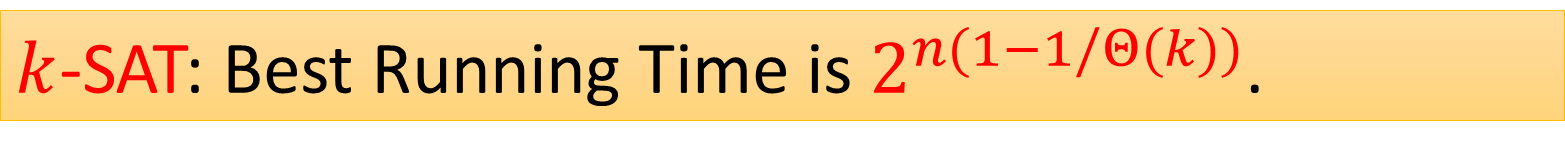 k-SAT: Best Running Time is 2^{n(1−1/Θ(k))}.